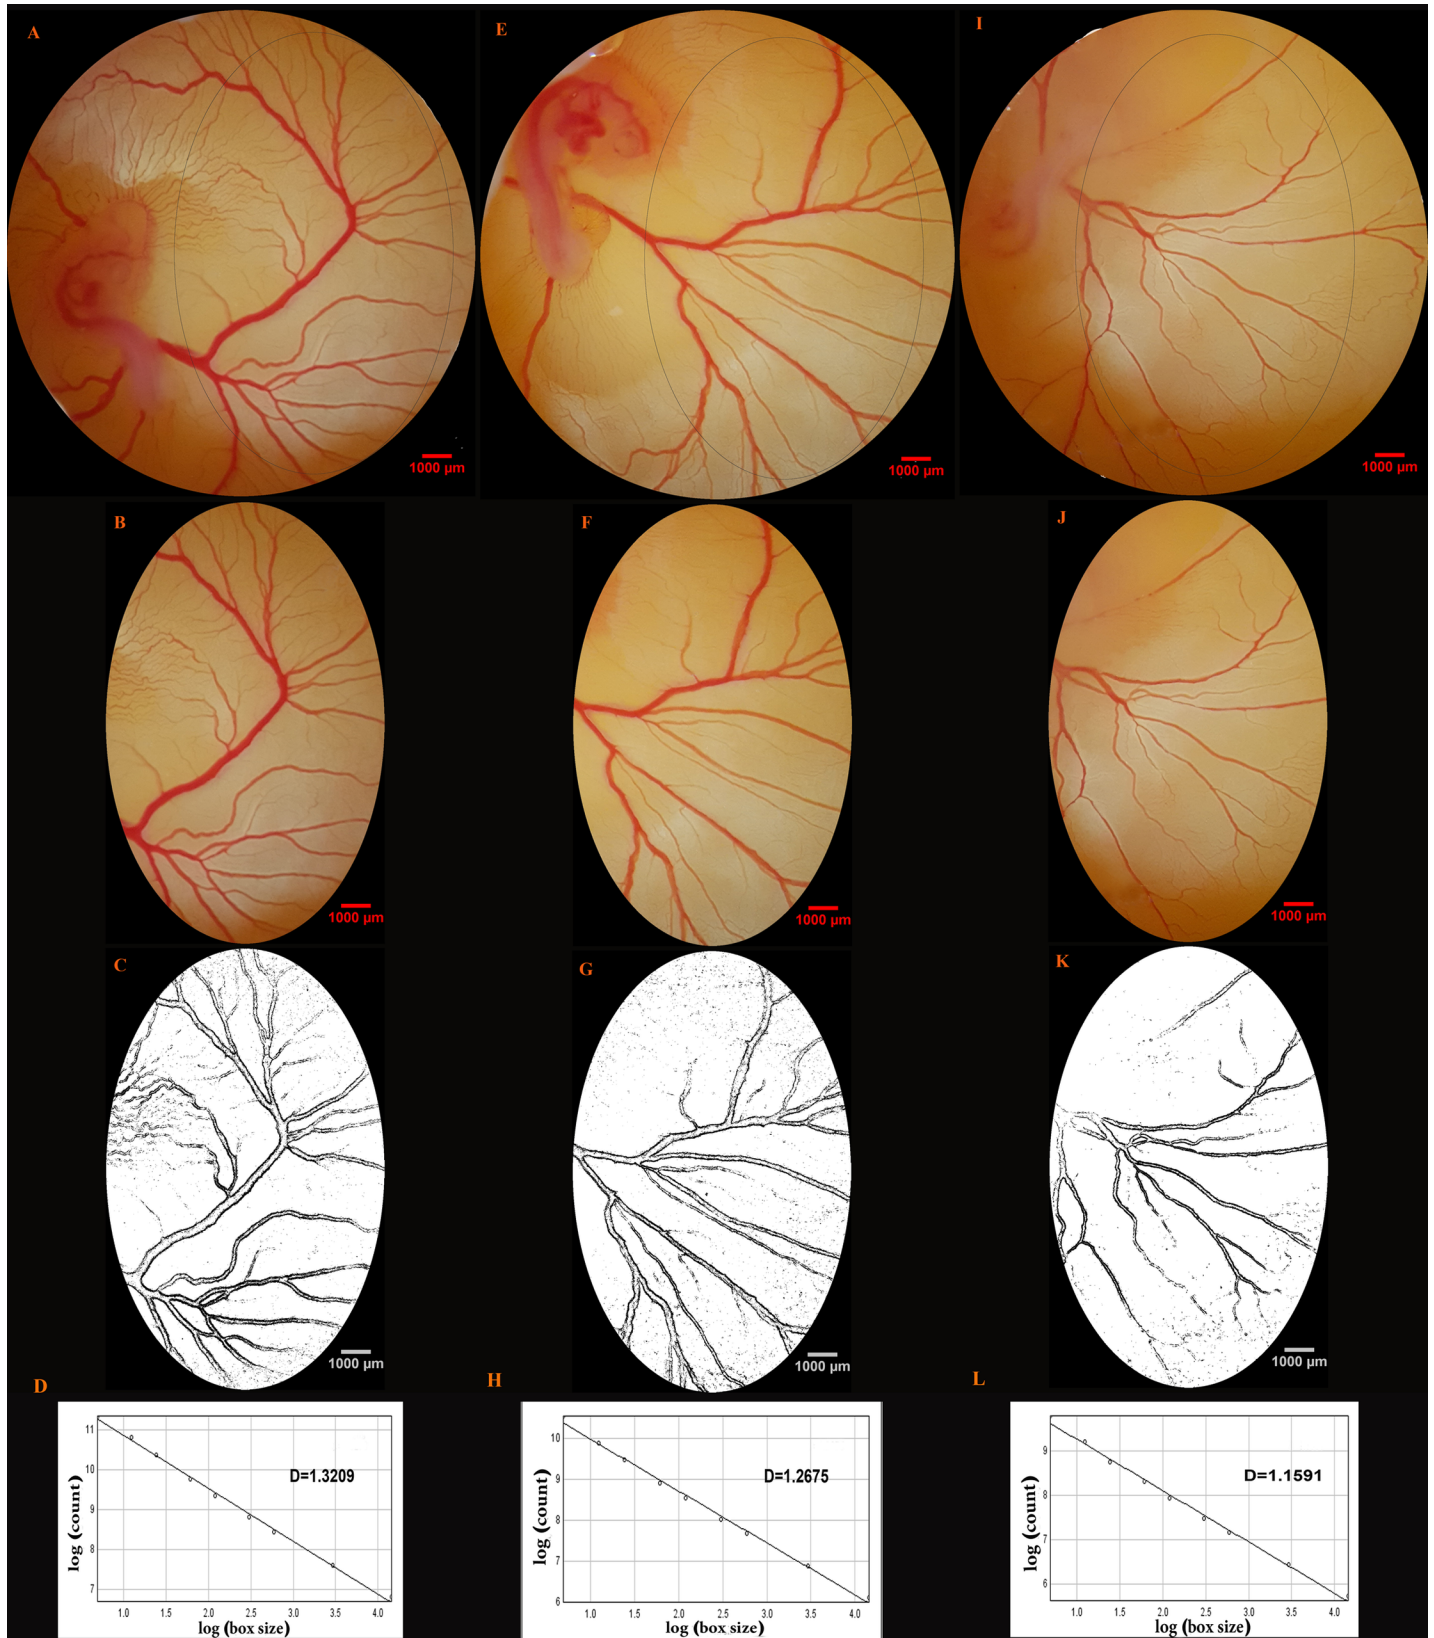 A
E
I
1000 µm
1000 µm
1000 µm
B
F
J
1000 µm
1000 µm
1000 µm
C
G
K
1000 µm
1000 µm
1000 µm
D
H
L
11
10
9
8
7
D=1.3209
log (count)
1.0 1.5 2.0 2.5 3.0 3.5 4.0
log (box size)
10
9
8
7
6
D=1.2675
log (count)
1.0 1.5 2.0 2.5 3.0 3.5 4.0
log (box size)
9
8
7
6
D=1.1591
log (count)
1.0 1.5 2.0 2.5 3.0 3.5 4.0
log (box size)